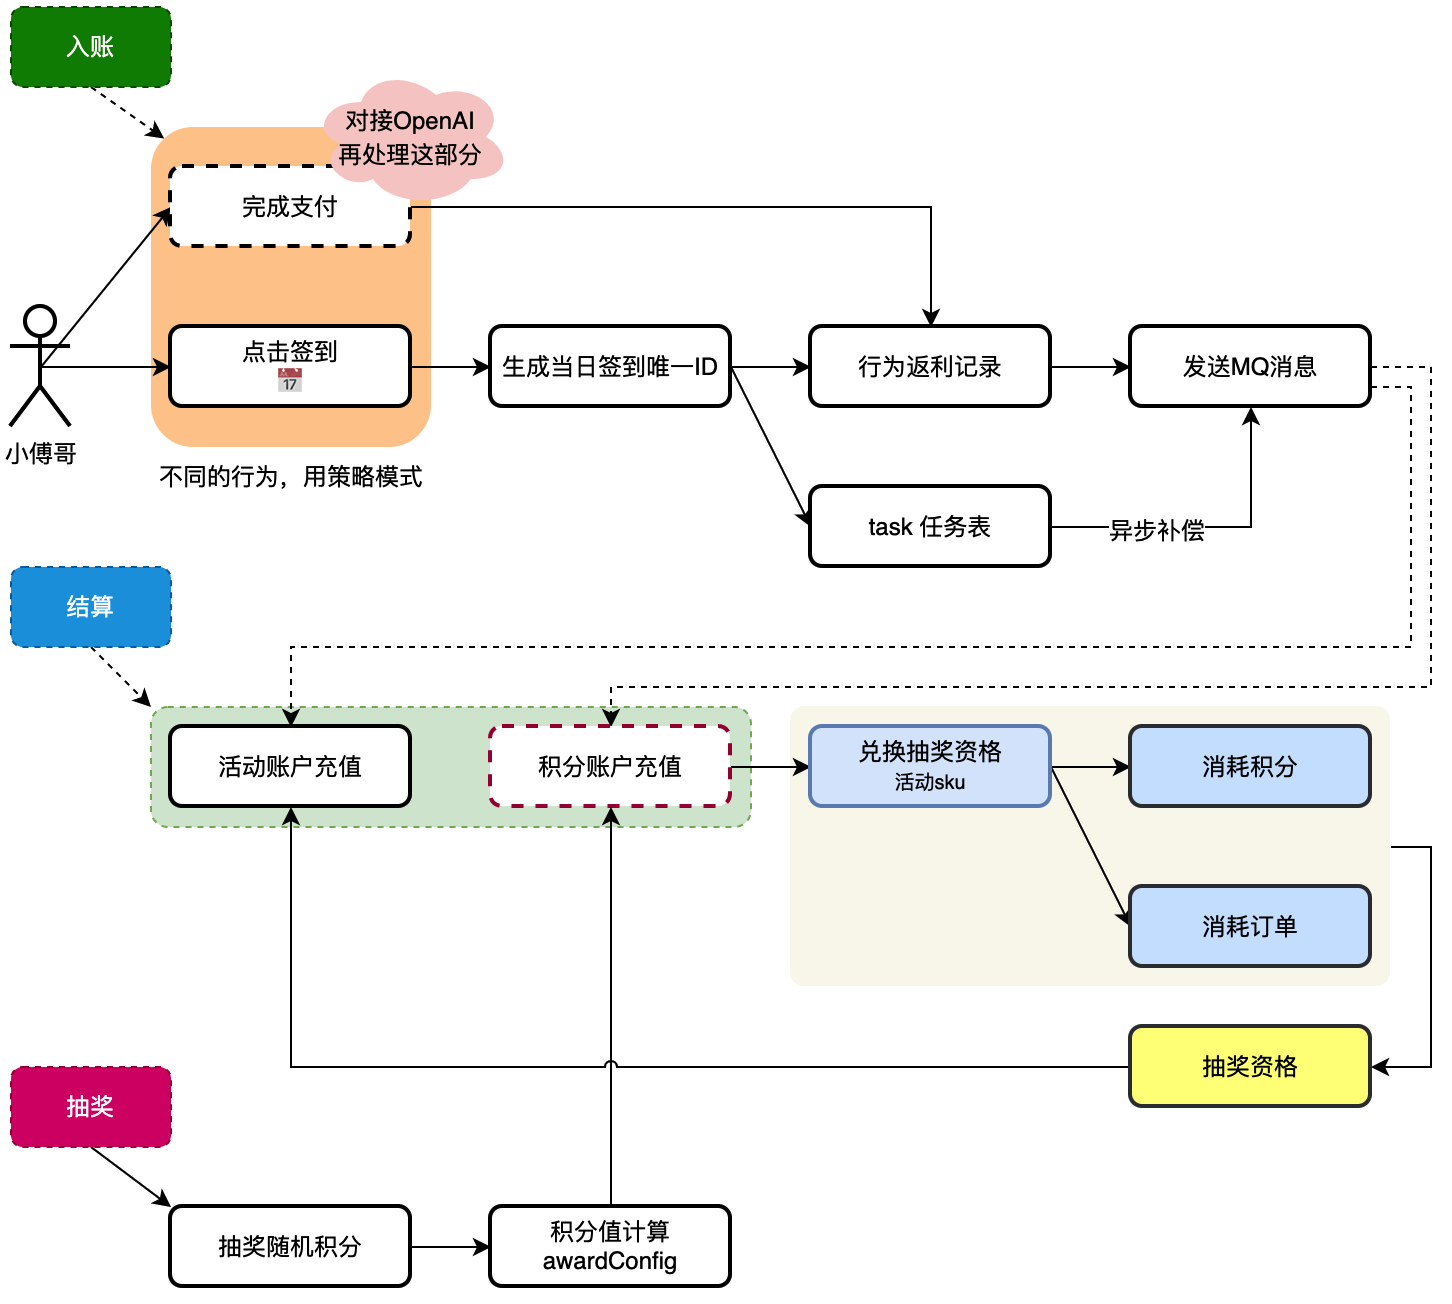 入账
对接OpenAI
再处理这部分
完成支付
点击签到
17
生成当日签到唯一ID
行为返利记录
发送MQ消息
小傅哥
不同的行为，用策略模式
task 任务表
异步补偿
结算
活动账户充值
积分账户充值
兑换抽奖资格
活动sku
消耗积分
消耗订单
抽奖资格
抽奖
抽奖随机积分
积分值计算
awardConfig